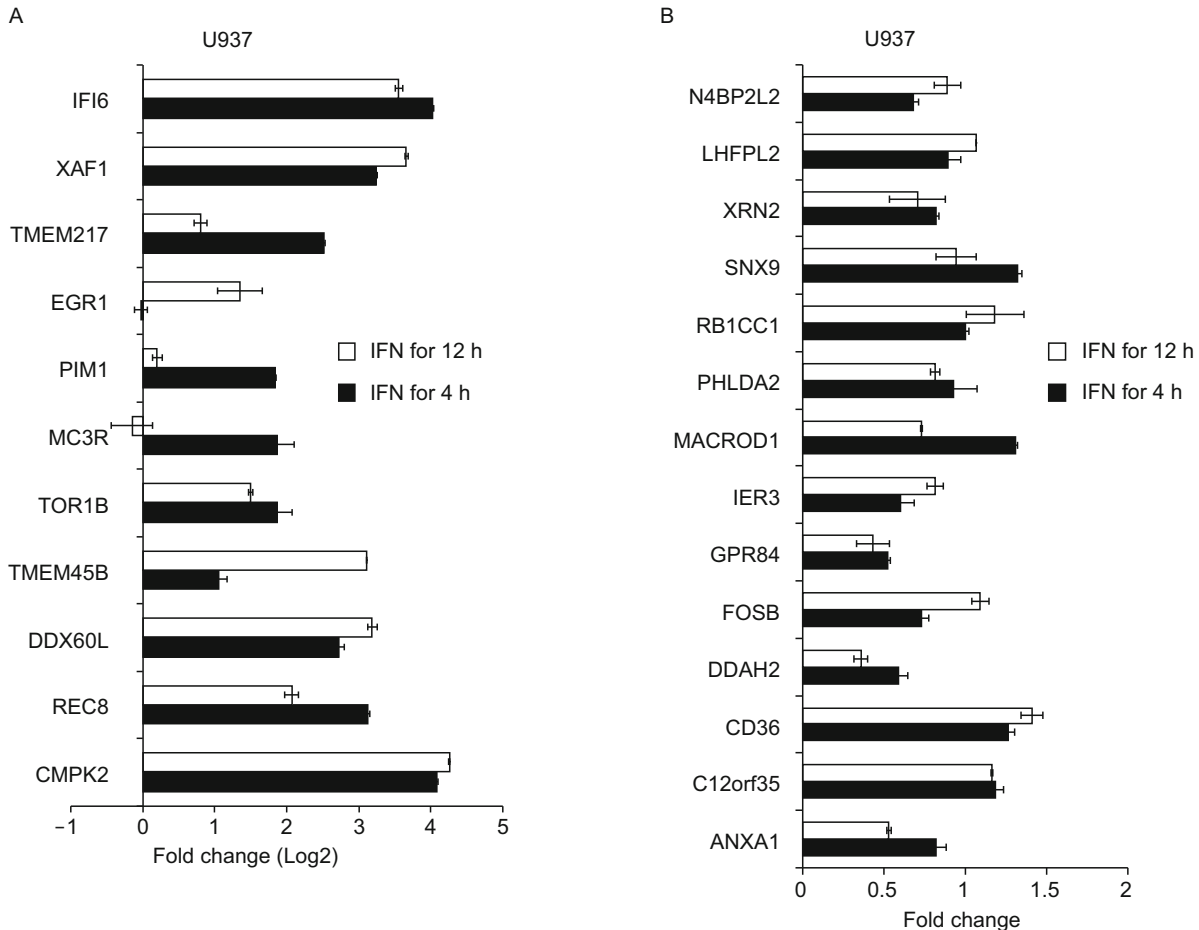 A
U937
IFI6
XAF1
TMEM217
EGR1
PIM1
MC3R
TOR1B
TMEM45B
DDX60L
REC8
CMPK2
IFN for 12 h
IFN for 4 h
−1 0 1 2 3 4 5
Fold change (Log2)
B
U937
N4BP2L2
LHFPL2
XRN2
SNX9
RB1CC1
PHLDA2
MACROD1
IER3
GPR84
FOSB
DDAH2
CD36
C12orf35
ANXA1
IFN for 12 h
IFN for 4 h
0 0.5 1 1.5 2
Fold change